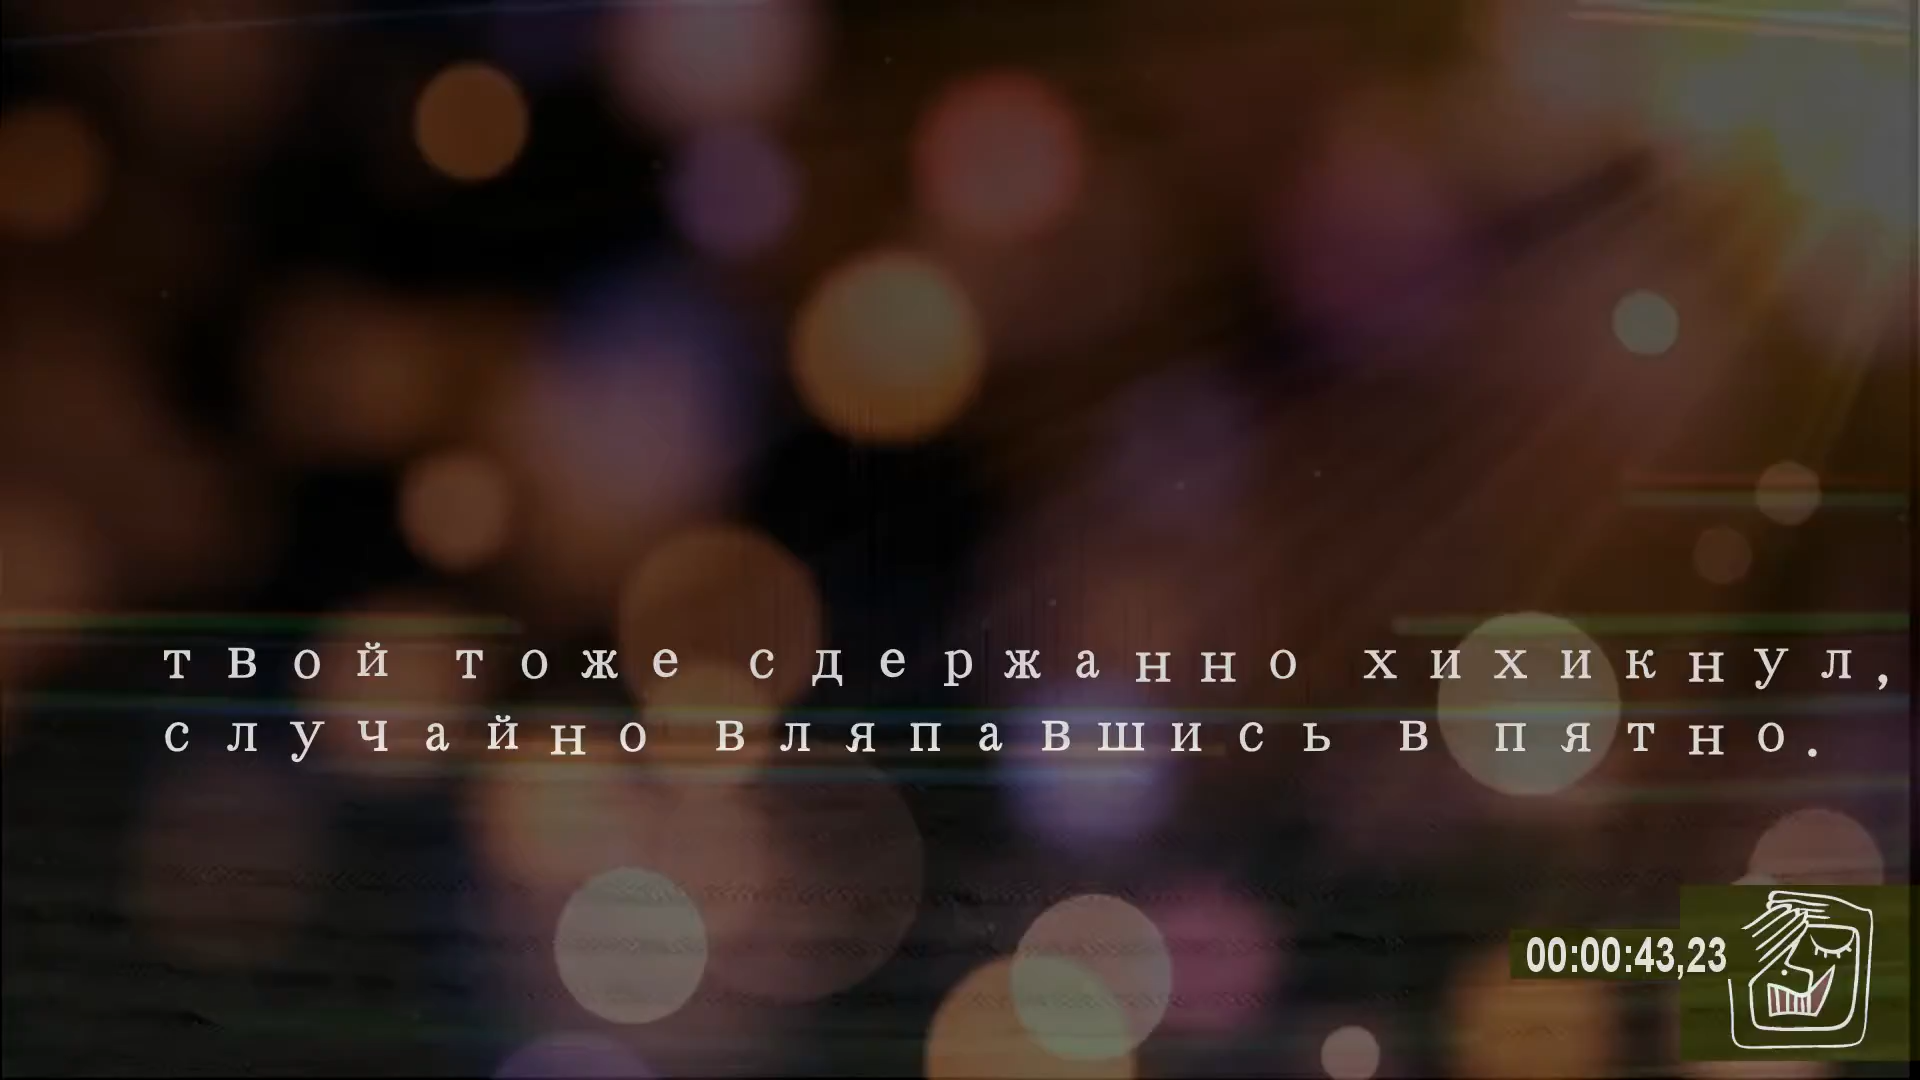 твой тоже сдержанно хихикнул,
случайно вляпавшись в пятно.
00:00:43,23